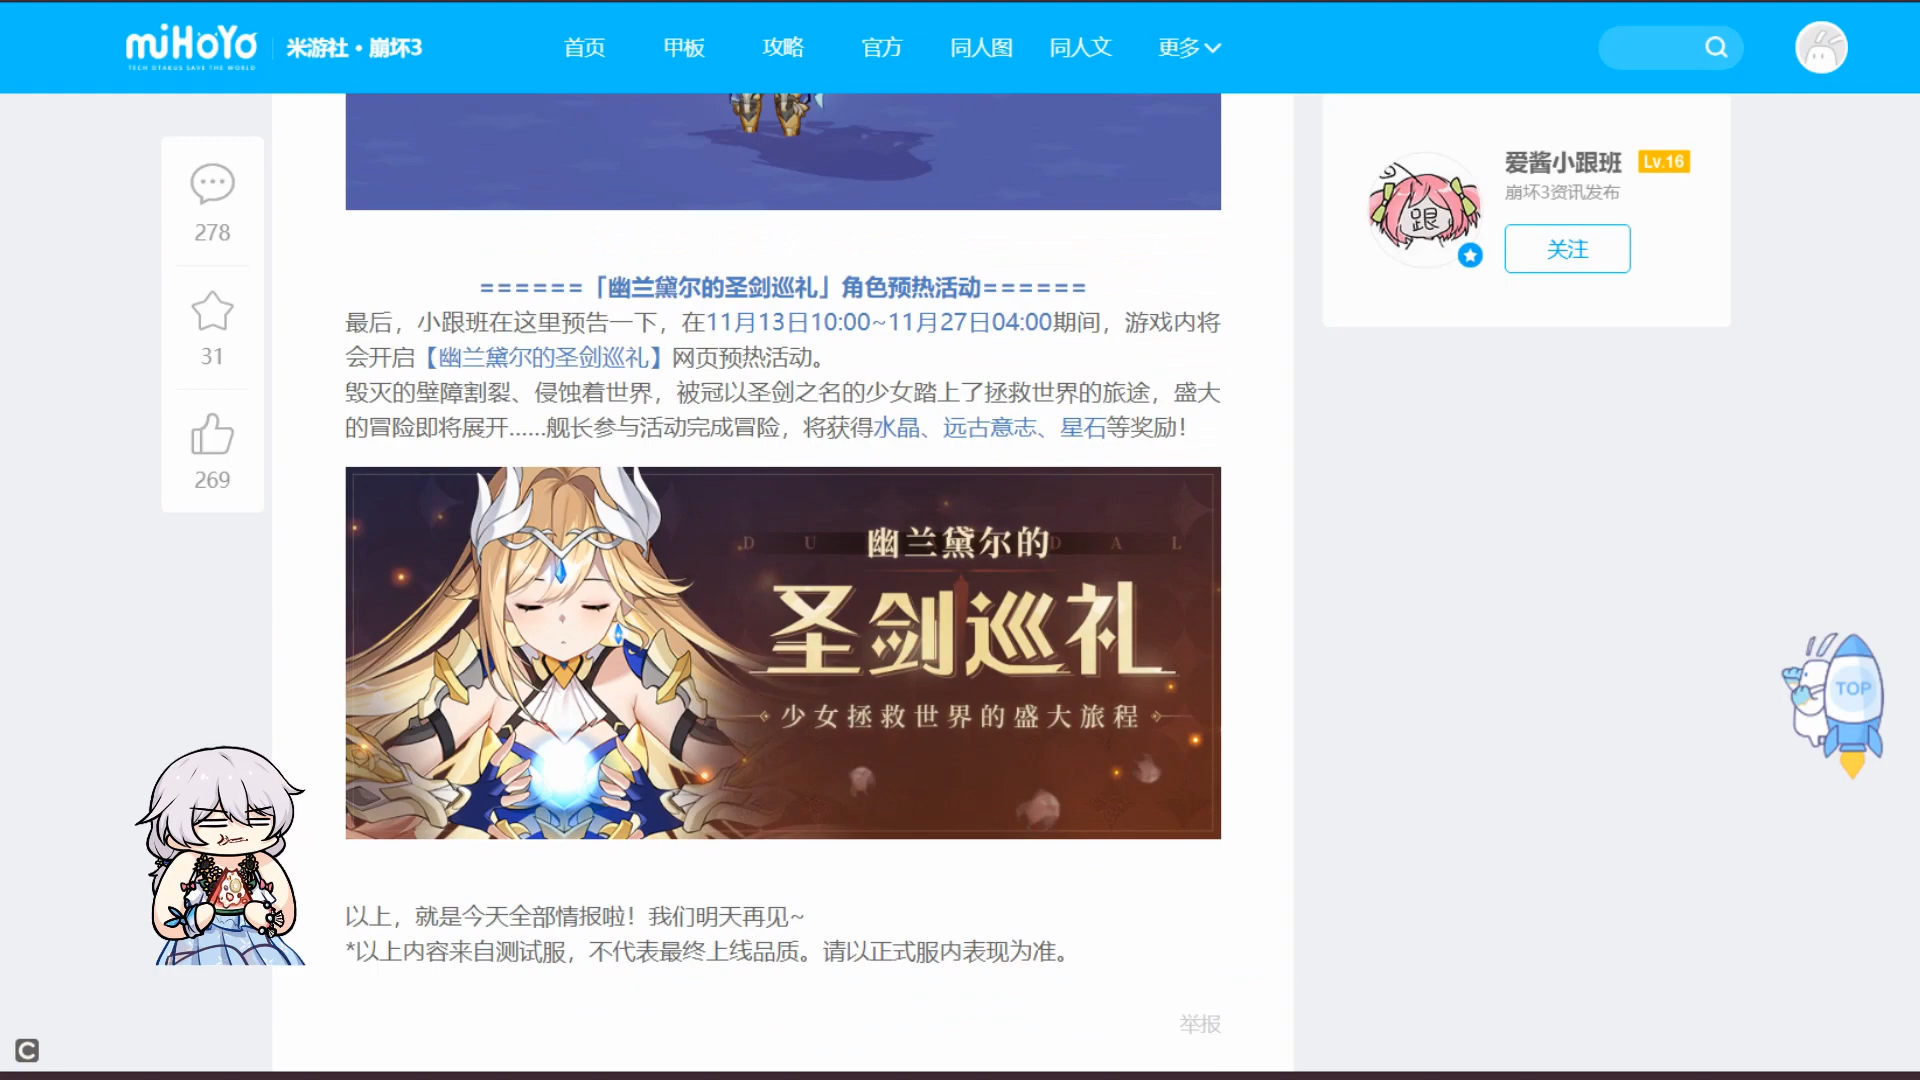 miHoYo
TECH OTAKUS SAVE THE WORLD
米游社·崩坏3
首页
甲板
攻略
官方
同人图
同人文
更多
278
31
269
爱酱小跟班
Lv.16
崩坏3资讯发布
跟
关注
======「幽兰黛尔的圣剑巡礼」角色预热活动======
最后，小跟班在这里预告一下，在11月13日10:00~11月27日04:00期间，游戏内将
会开启【幽兰黛尔的圣剑巡礼】网页预热活动。
毁灭的壁障割裂、侵蚀着世界，被冠以圣剑之名的少女踏上了拯救世界的旅途，盛大
的冒险即将展开......舰长参与活动完成冒险，将获得水晶、远古意志、星石等奖励！
D U D A L
幽兰黛尔的
圣剑巡礼
少女拯救世界的盛大旅程
TOP
以上，就是今天全部情报啦！我们明天再见~
*以上内容来自测试服，不代表最终上线品质。请以正式服内表现为准。
举报
C